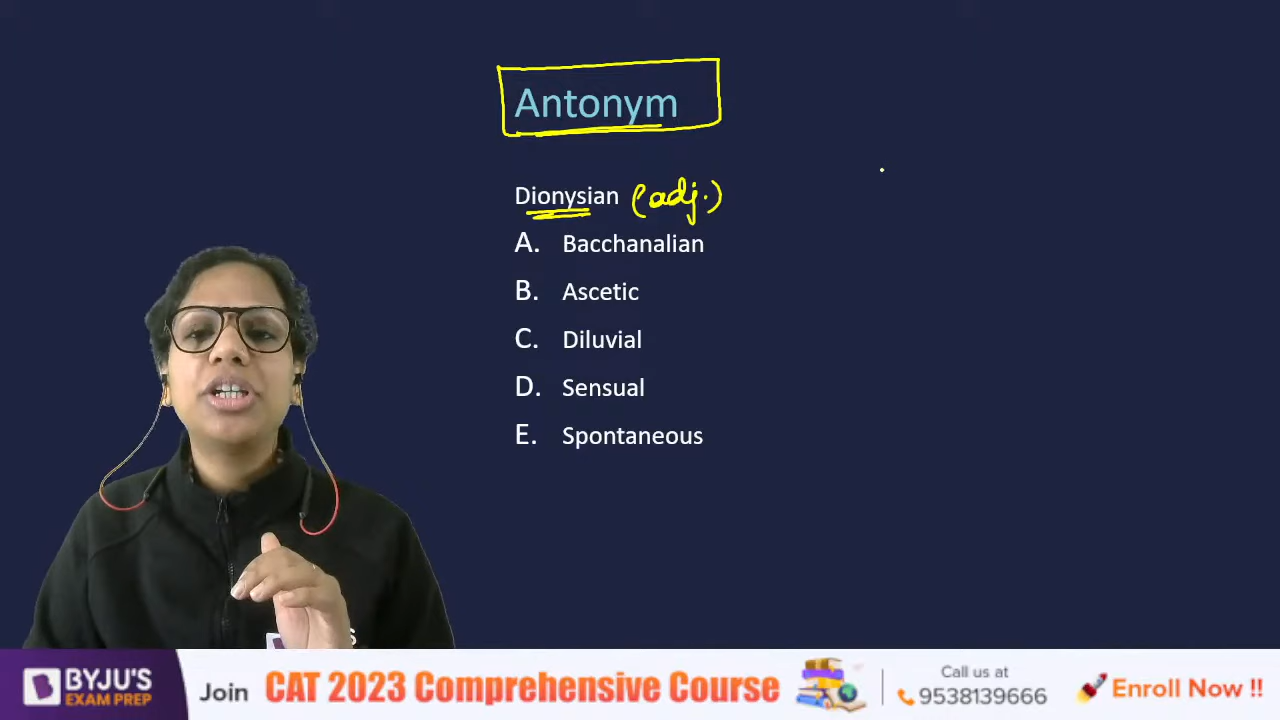 Antonym
Dionysian (adj.)
A. Bacchanalian
B. Ascetic
C. Diluvial
D. Sensual
E. Spontaneous
BYJU'S
EXAM PREP
Join CAT 2023 Comprehensive Course
Call us at
9538139666
Enroll Now !!